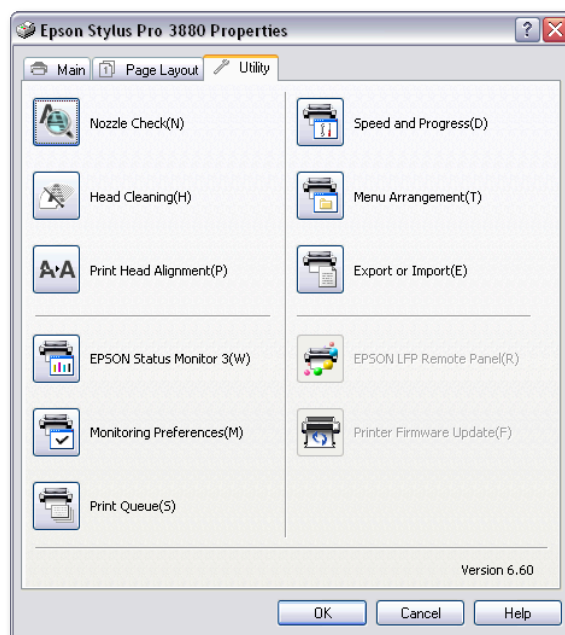 Epson Stylus Pro 3880 Properties
Main
Page Layout
Utility
Nozzle Check(N)
Head Cleaning(H)
Print Head Alignment(P)
EPSON Status Monitor 3(W)
Monitoring Preferences(M)
Print Queue(S)
Speed and Progress(D)
Menu Arrangement(T)
Export or Import(E)
EPSON LFP Remote Panel(R)
Printer Firmware Update(F)
Version 6.60
OK
Cancel
Help